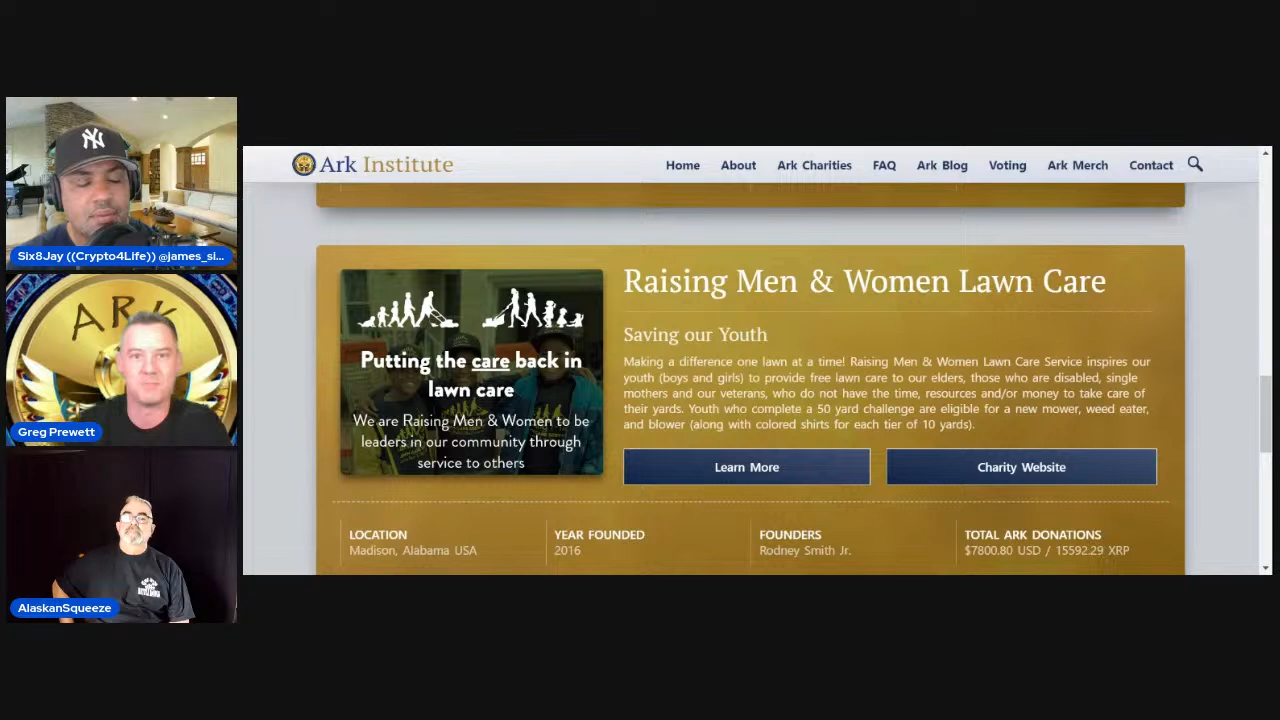 NY
Six8Jay ((Crypto4Life)) @james_si...
ARK
Greg Prewett
AlaskanSqueeze
Ark Institute
Home About Ark Charities FAQ Ark Blog Voting Ark Merch Contact
Putting the care back in
lawn care
We are Raising Men & Women to be
leaders in our community through
service to others
Raising Men & Women Lawn Care
Saving our Youth
Making a difference one lawn at a time! Raising Men & Women Lawn Care Service inspires our
youth (boys and girls) to provide free lawn care to our elders, those who are disabled, single
mothers and our veterans, who do not have the time, resources and/or money to take care of
their yards. Youth who complete a 50 yard challenge are eligible for a new mower, weed eater,
and blower (along with colored shirts for each tier of 10 yards).
Learn More
Charity Website
LOCATION
Madison, Alabama USA
YEAR FOUNDED
2016
FOUNDERS
Rodney Smith Jr.
TOTAL ARK DONATIONS
$7800.80 USD / 15592.29 XRP